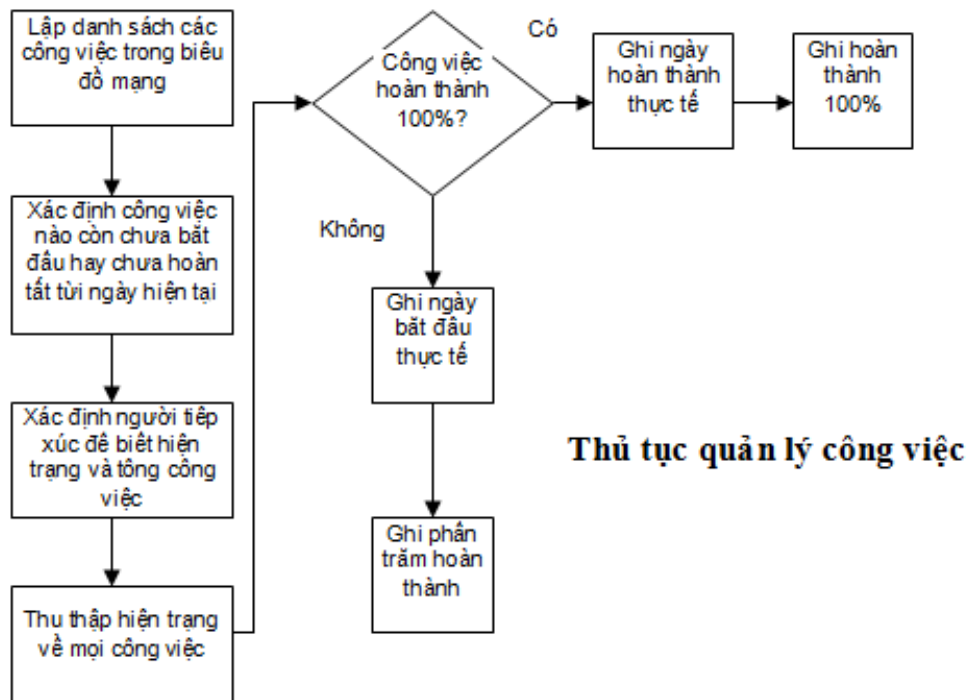 Lập danh sách các
công việc trong biểu
đồ mạng
Xác định công việc
nào còn chưa bắt
đầu hay chưa hoàn
tất từi ngày hiện tại
Xác định người tiếp
xúc để biết hiện
trạng và tổng công
việc
Thu thập hiện trạng
về mọi công việc
Công việc
hoàn thành
100%?
Có
Ghi ngày
hoàn thành
thực tế
Ghi hoàn
thành
100%
Không
Ghi ngày
bắt đầu
thực tế
Ghi phần
trăm hoàn
thành
Thủ tục quản lý công việc